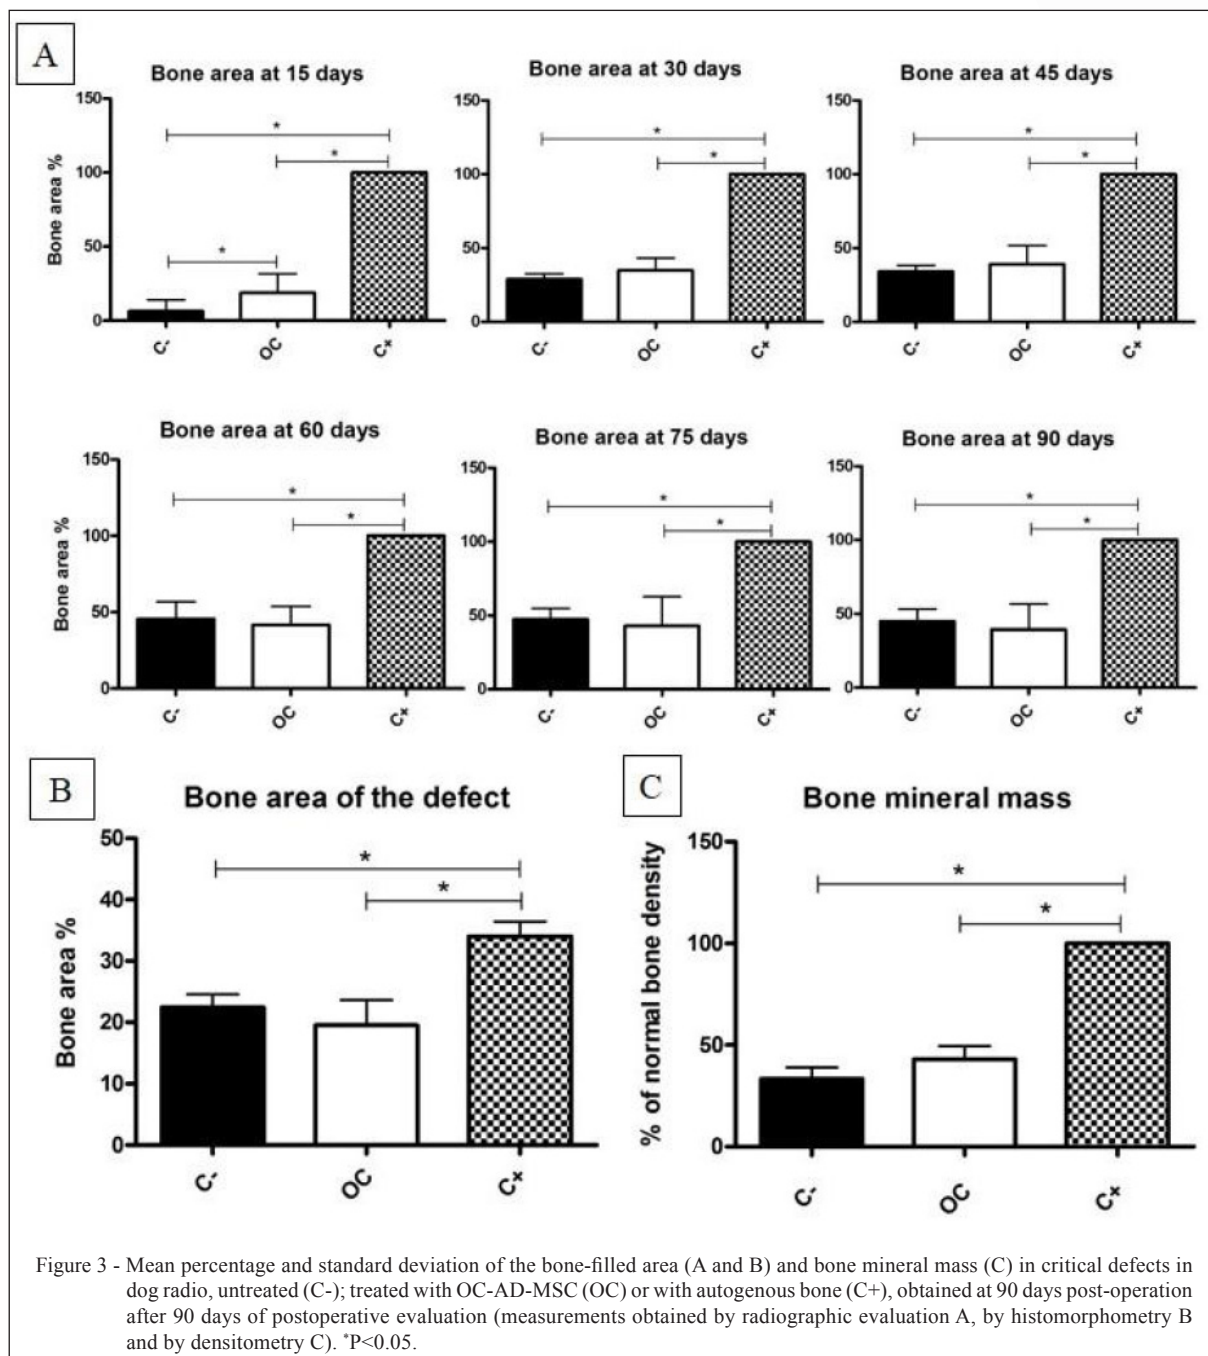 A
Bone area at 15 days
Bone area at 30 days
Bone area at 45 days
Bone area %
150
100
50
0
*
*
*
C-
OC
C+
150
100
50
0
*
*
C-
OC
C+
150
100
50
0
*
*
C-
OC
C+
Bone area at 60 days
Bone area at 75 days
Bone area at 90 days
Bone area %
150
100
50
0
*
*
C-
OC
C+
150
100
50
0
*
*
C-
OC
C+
150
100
50
0
*
*
C-
OC
C+
B
Bone area of the defect
Bone area %
50
40
30
20
10
0
*
*
C-
OC
C+
C
Bone mineral mass
% of normal bone density
150
100
50
0
*
*
C-
OC
C+
Figure 3 - Mean percentage and standard deviation of the bone-filled area (A and B) and bone mineral mass (C) in critical defects in
dog radio, untreated (C-); treated with OC-AD-MSC (OC) or with autogenous bone (C+), obtained at 90 days post-operation
after 90 days of postoperative evaluation (measurements obtained by radiographic evaluation A, by histomorphometry B
and by densitometry C). *P<0.05.